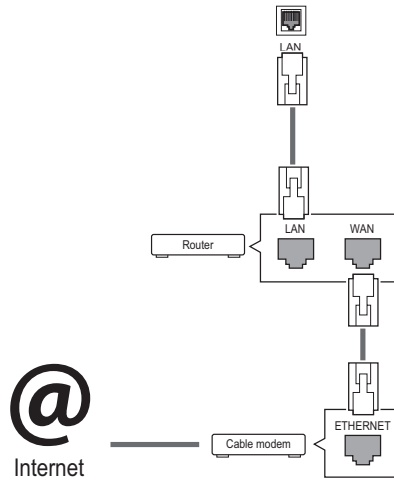 LAN
LAN WAN
Router
ETHERNET
Cable modem
@
Internet